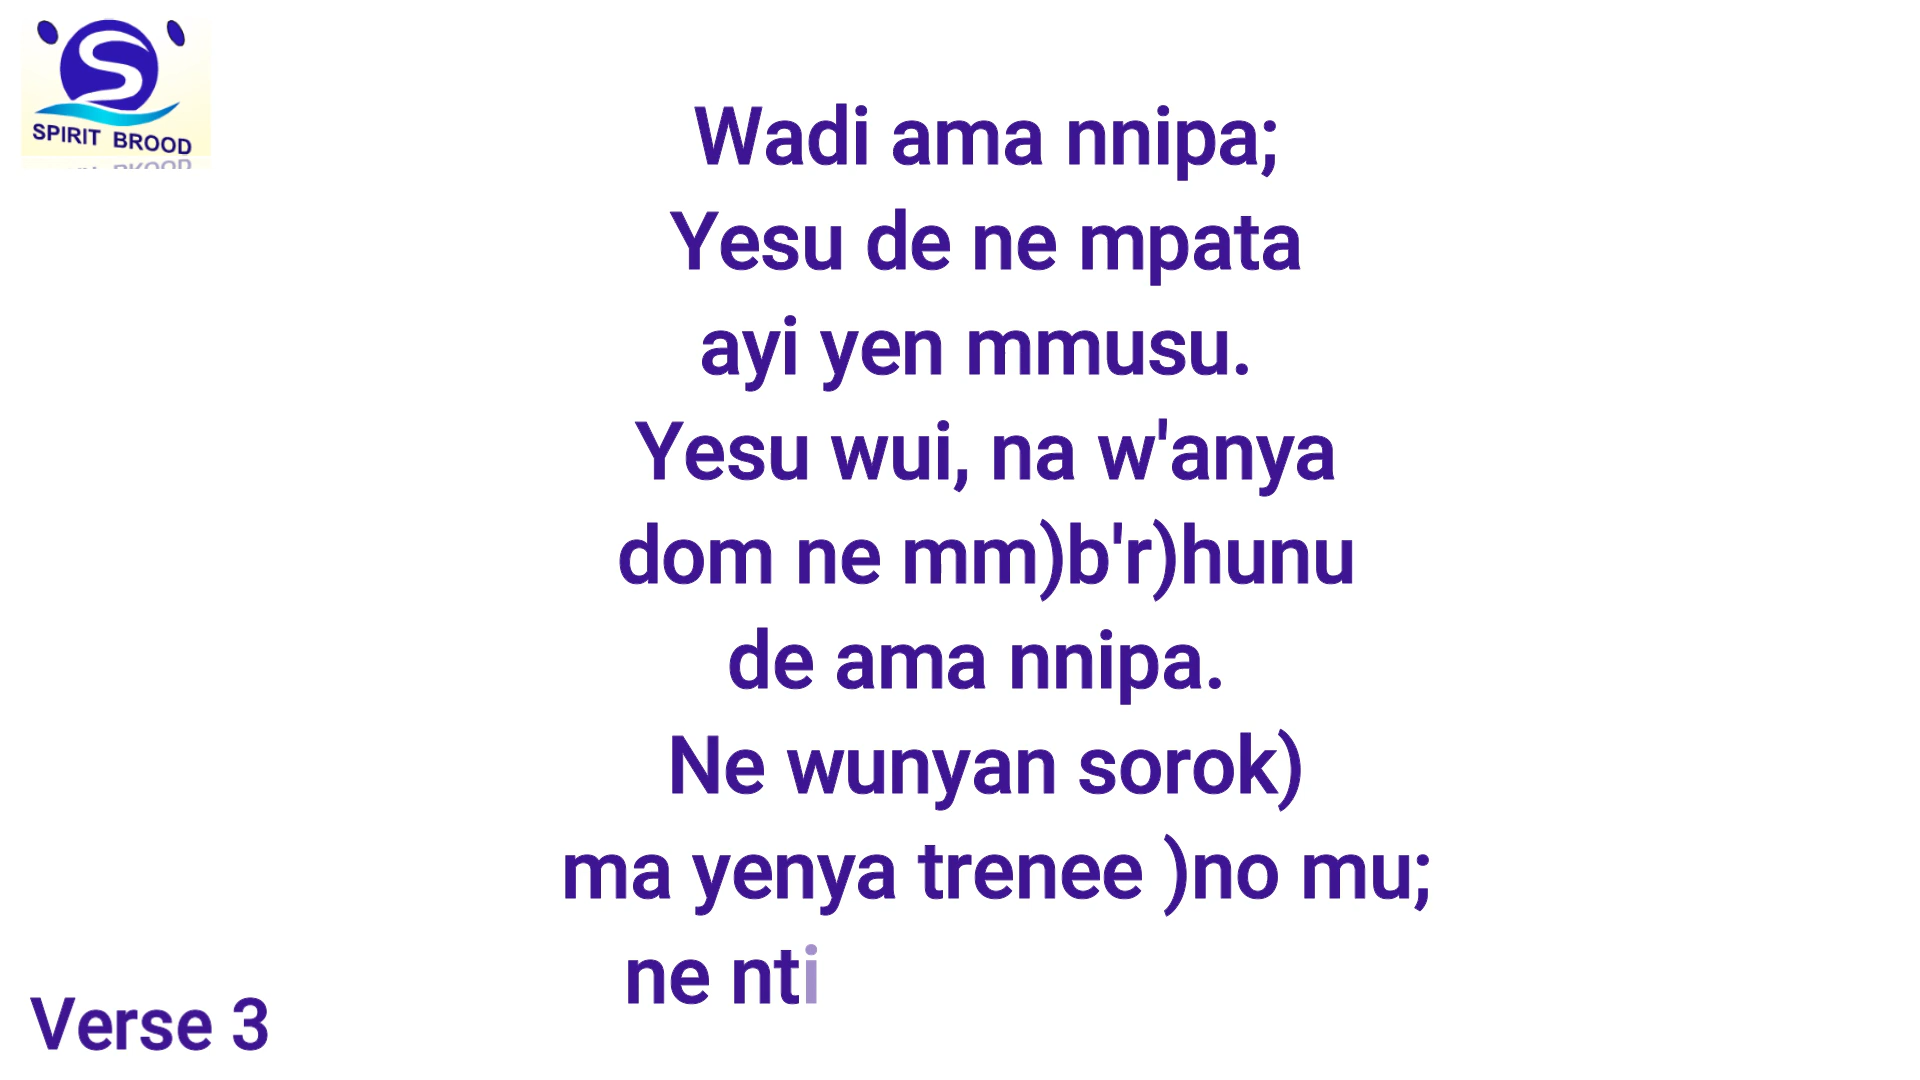 SPIRIT BROOD
Wadi ama nnipa;
Yesu de ne mpata
ayi yen mmusu.
Yesu wui, na w'anya
dom ne mm)b'r)hunu
de ama nnipa.
Ne wunyan sorok)
ma yenya trenee )no mu;
ne nti
Verse 3